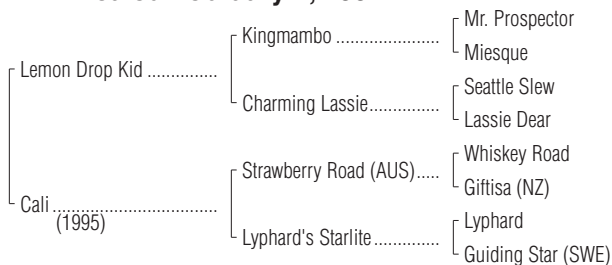 Mr. Prospector
Kingmambo ......................
Miesque
Lemon Drop Kid ...............
Seattle Slew
Charming Lassie...............
Lassie Dear
Whiskey Road
Strawberry Road (AUS).....
Giftisa (NZ)
Cali...................................
(1995)
Lyphard
Lyphard's Starlite..............
Guiding Star (SWE)